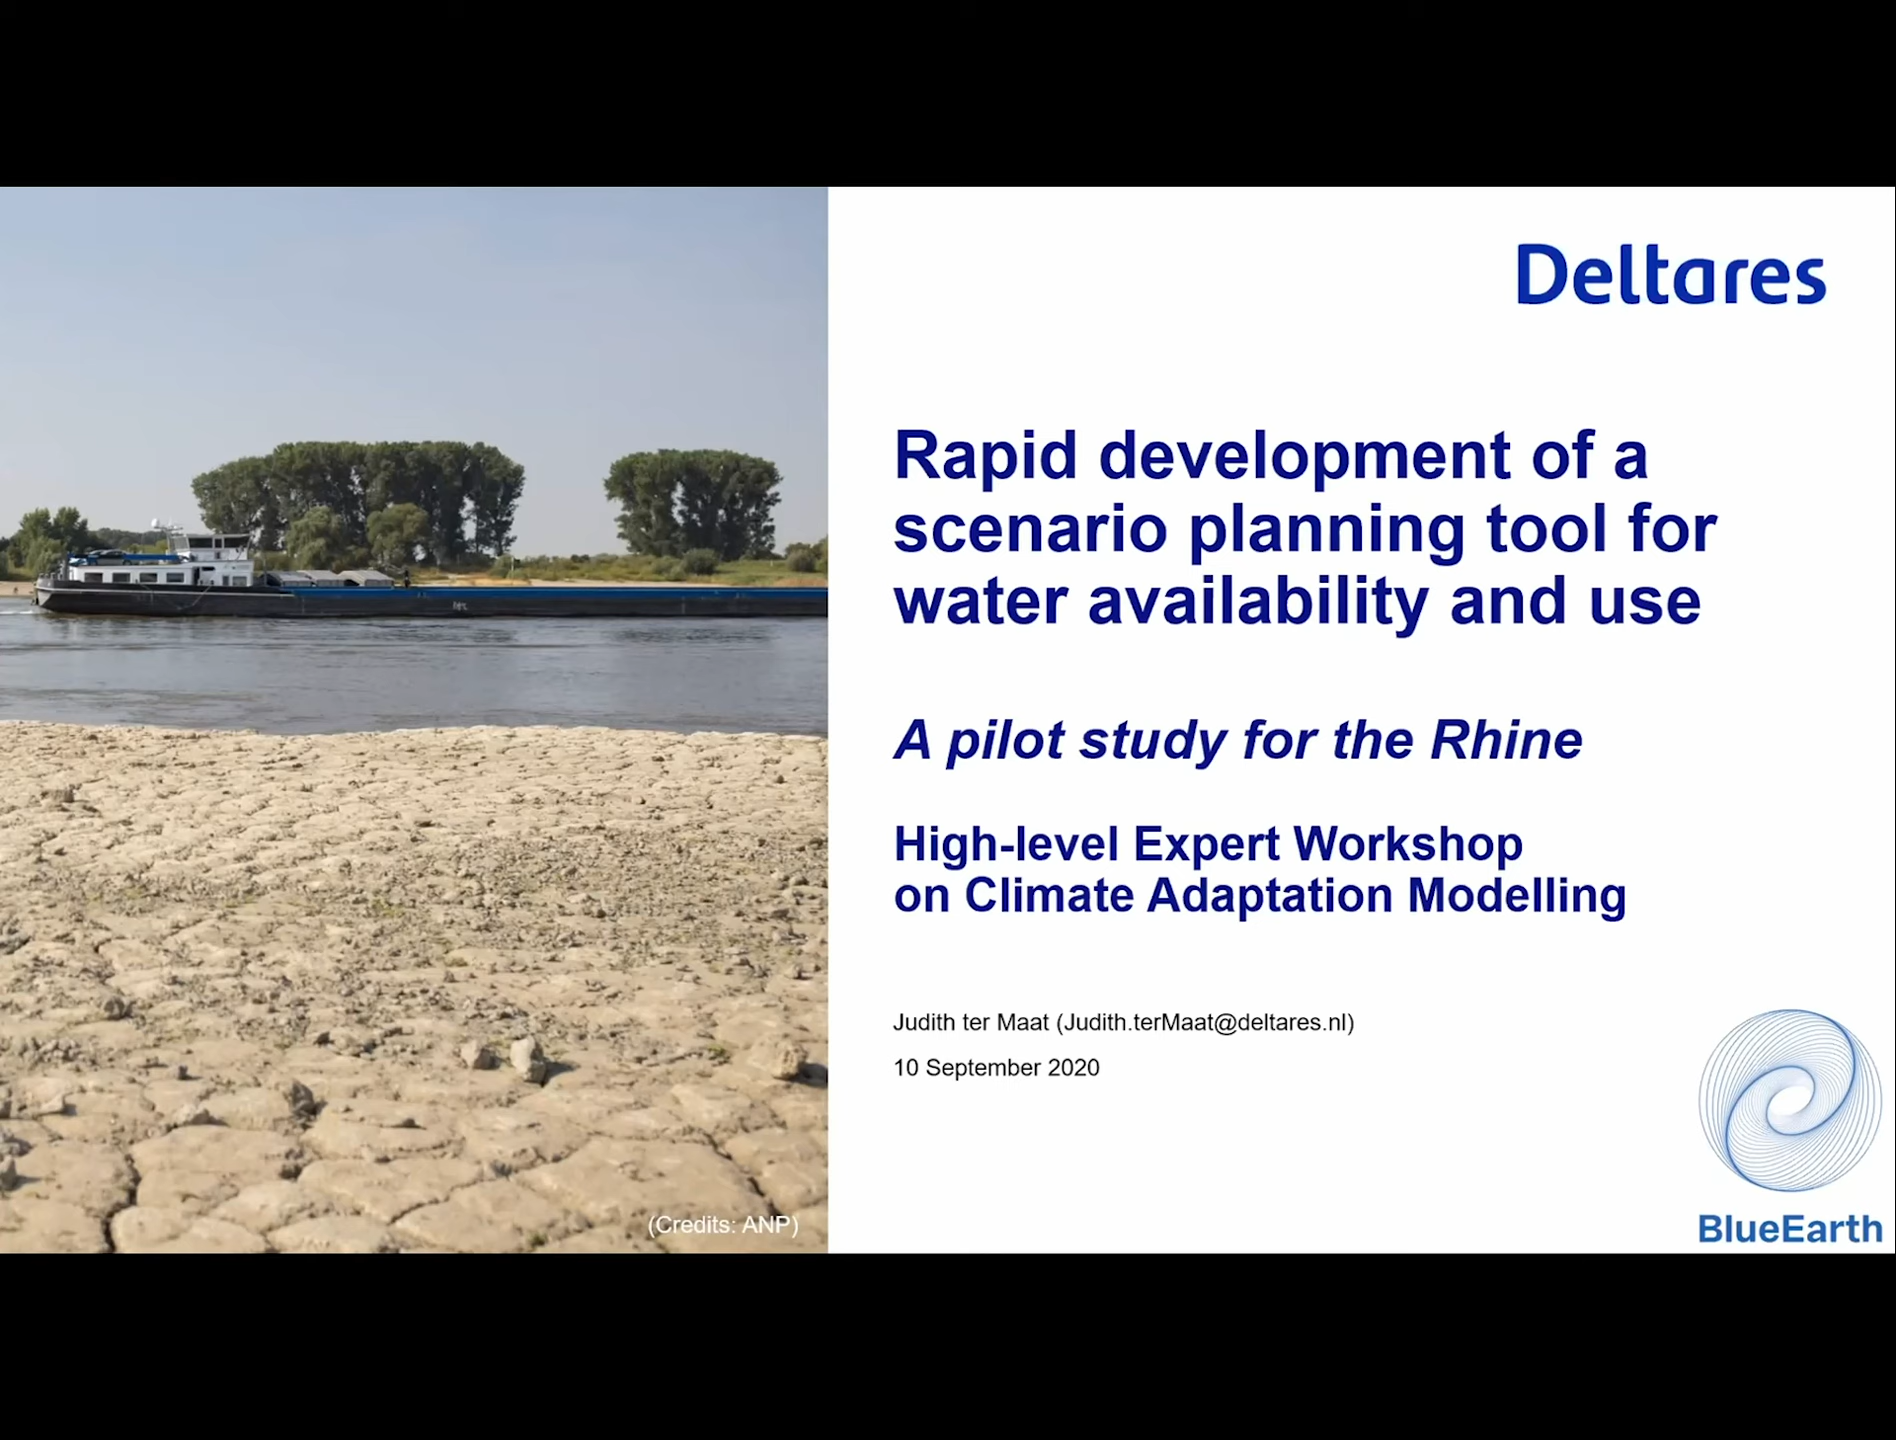 Deltares
Rapid development of a
scenario planning tool for
water availability and use
A pilot study for the Rhine
High-level Expert Workshop
on Climate Adaptation Modelling
Judith ter Maat (Judith.terMaat@deltares.nl)
10 September 2020
(Credits: ANP)
BlueEarth